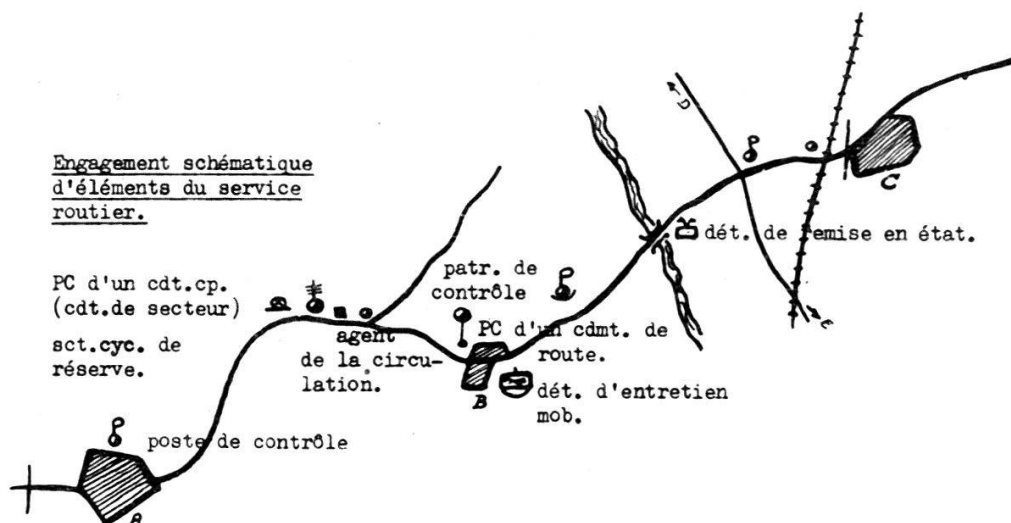 Engagement schématique
d'éléments du service
routier.
PC d'un cdt.cp.
(cdt.de secteur)
sct.cyc. de
réserve.
agent
de la circu-
lation.
patr. de
contrôle
PC d'un cdmt. de
route.
dét. d'entretien
mob.
dét. de remise en état.
poste de contrôle
A
B
C
D
E